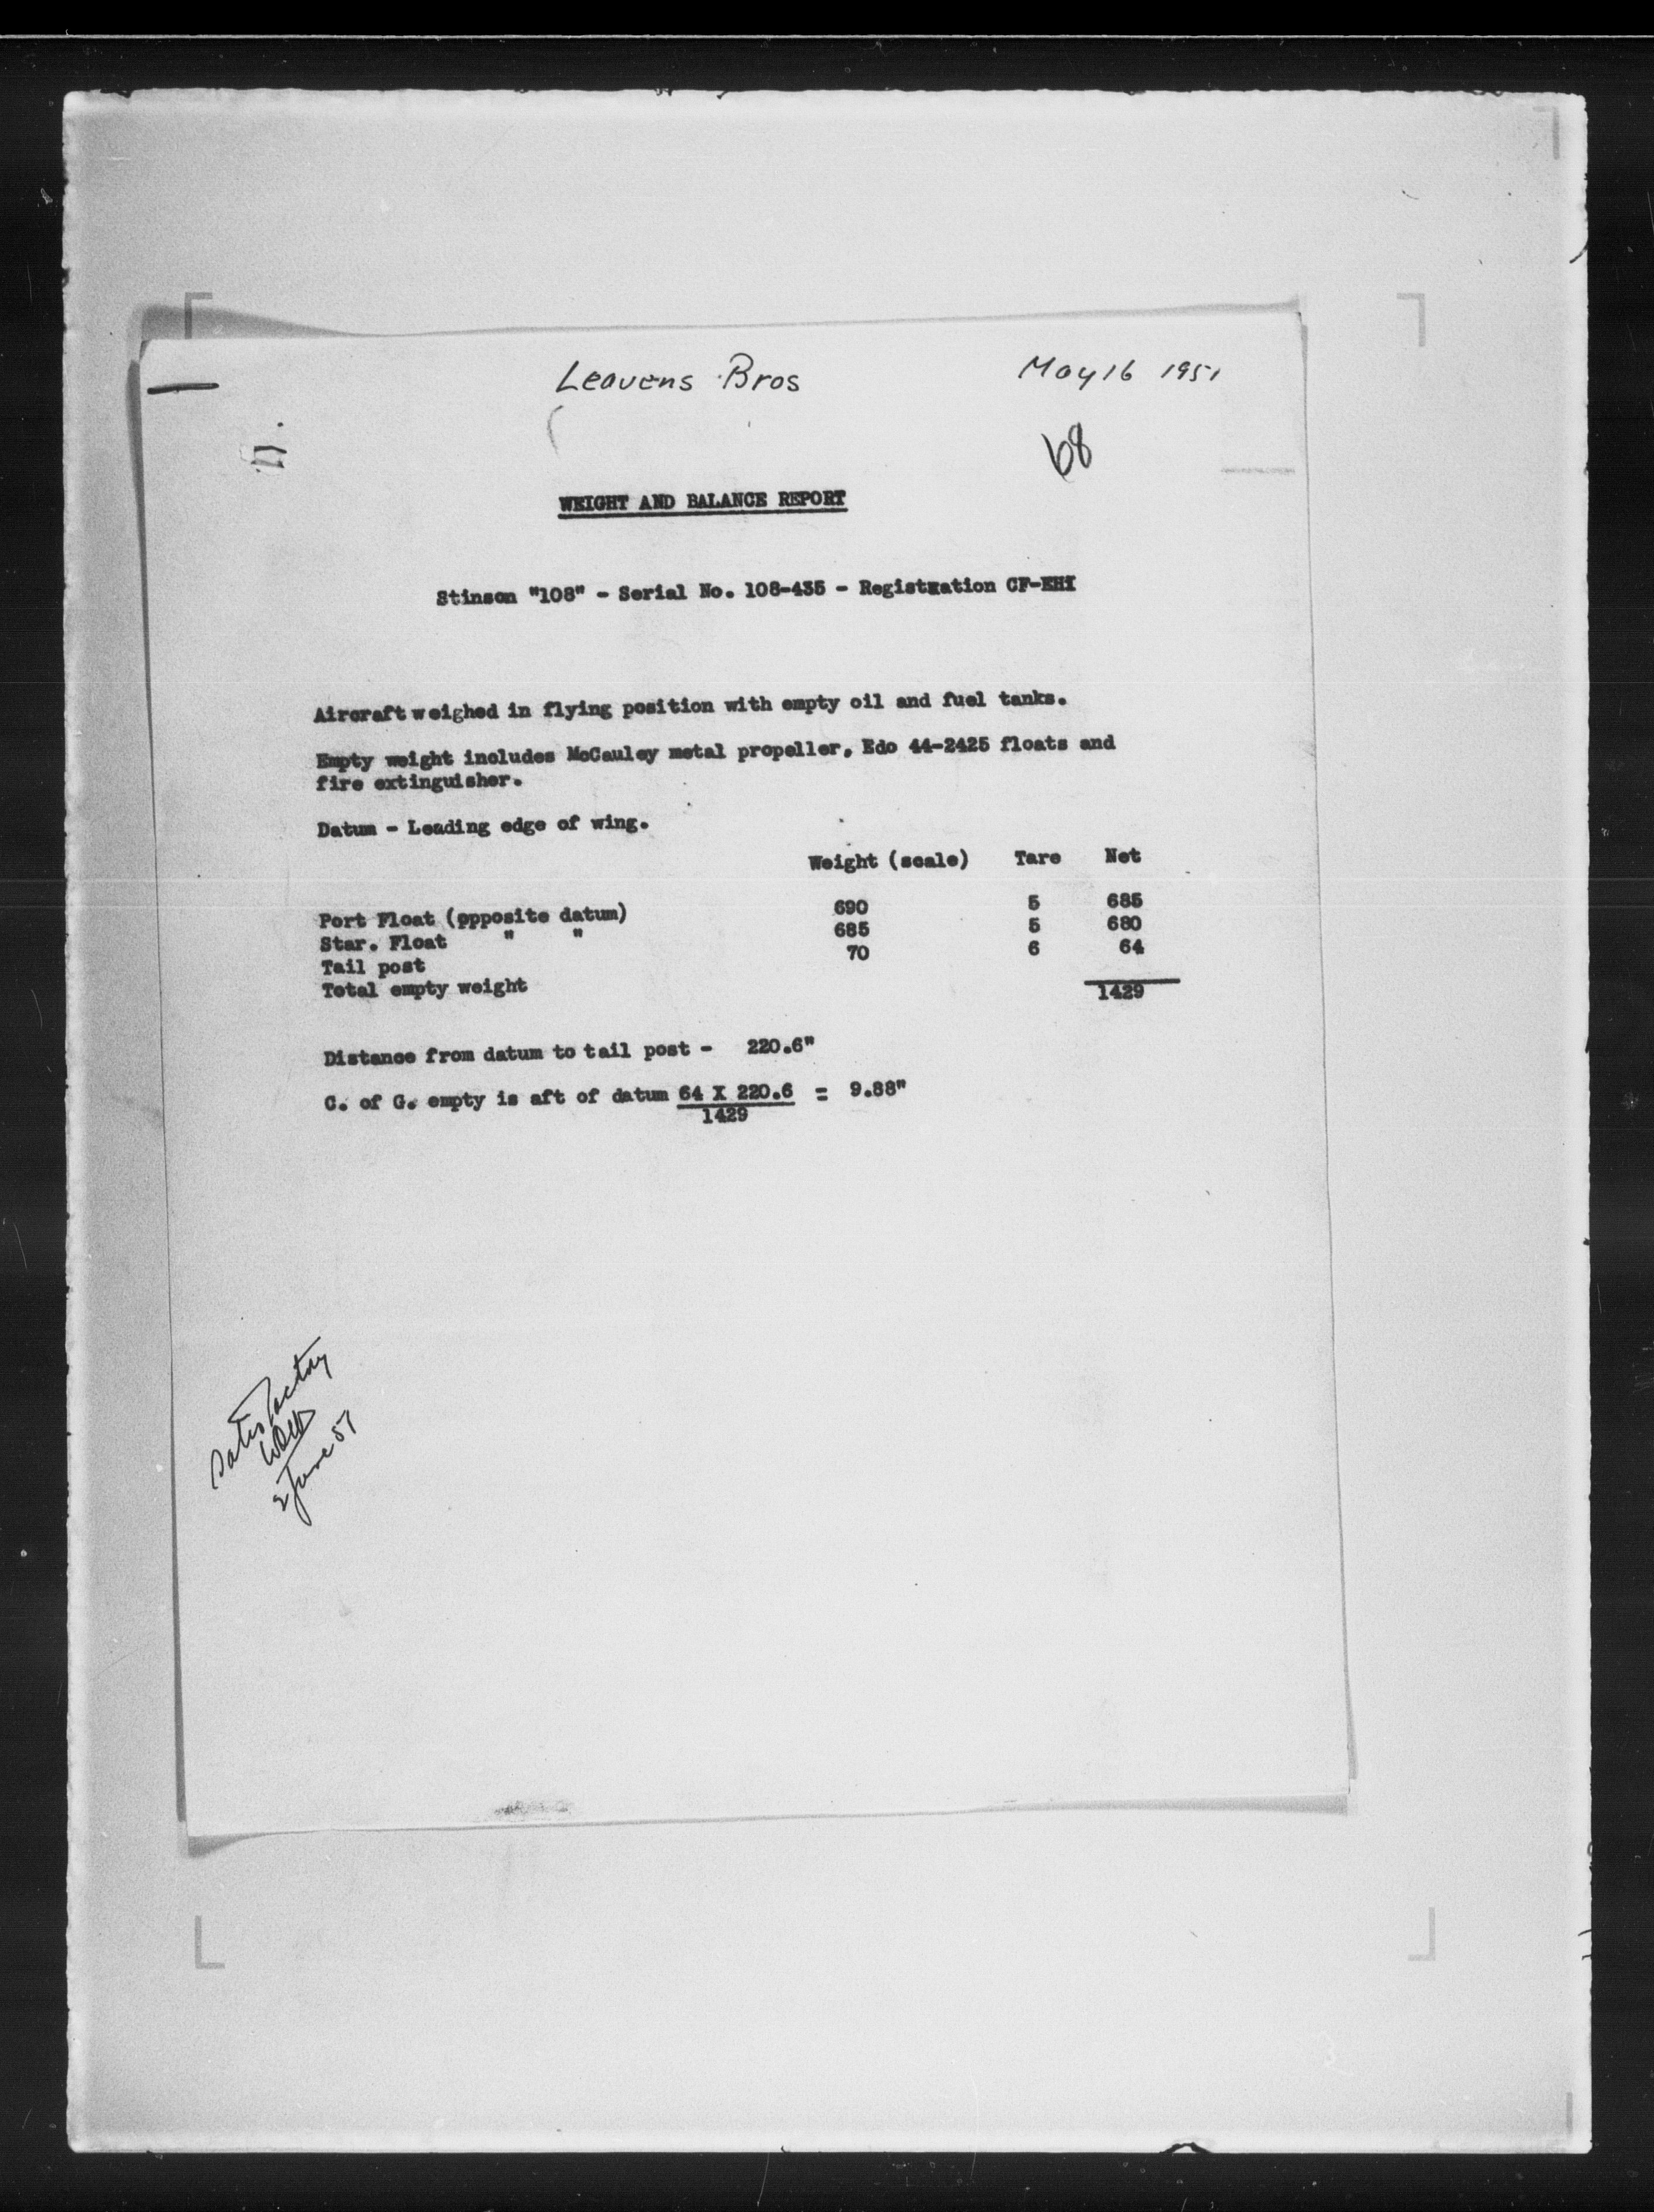 Leavens Bros May 16 1951
68
WEIGHT AND BALANCE REPORT
Stinson "108" - Serial No. 108-435 - Registration CF-EHI
Aircraft weighed in flying position with empty oil and fuel tanks.
Empty weight includes McCauley metal propeller, Edo 44-2425 floats and
fire extinguisher.
Datum - Leading edge of wing.
Weight (scale) Tare Net
Port Float (opposite datum) 690 5 685
Star. Float " " 685 5 680
Tail post 70 6 64
Total empty weight 1429
Distance from datum to tail post - 220.6"
C. of G. empty is aft of datum 64 X 220.6 = 9.88"
1429
Satisfactory
2 June 51